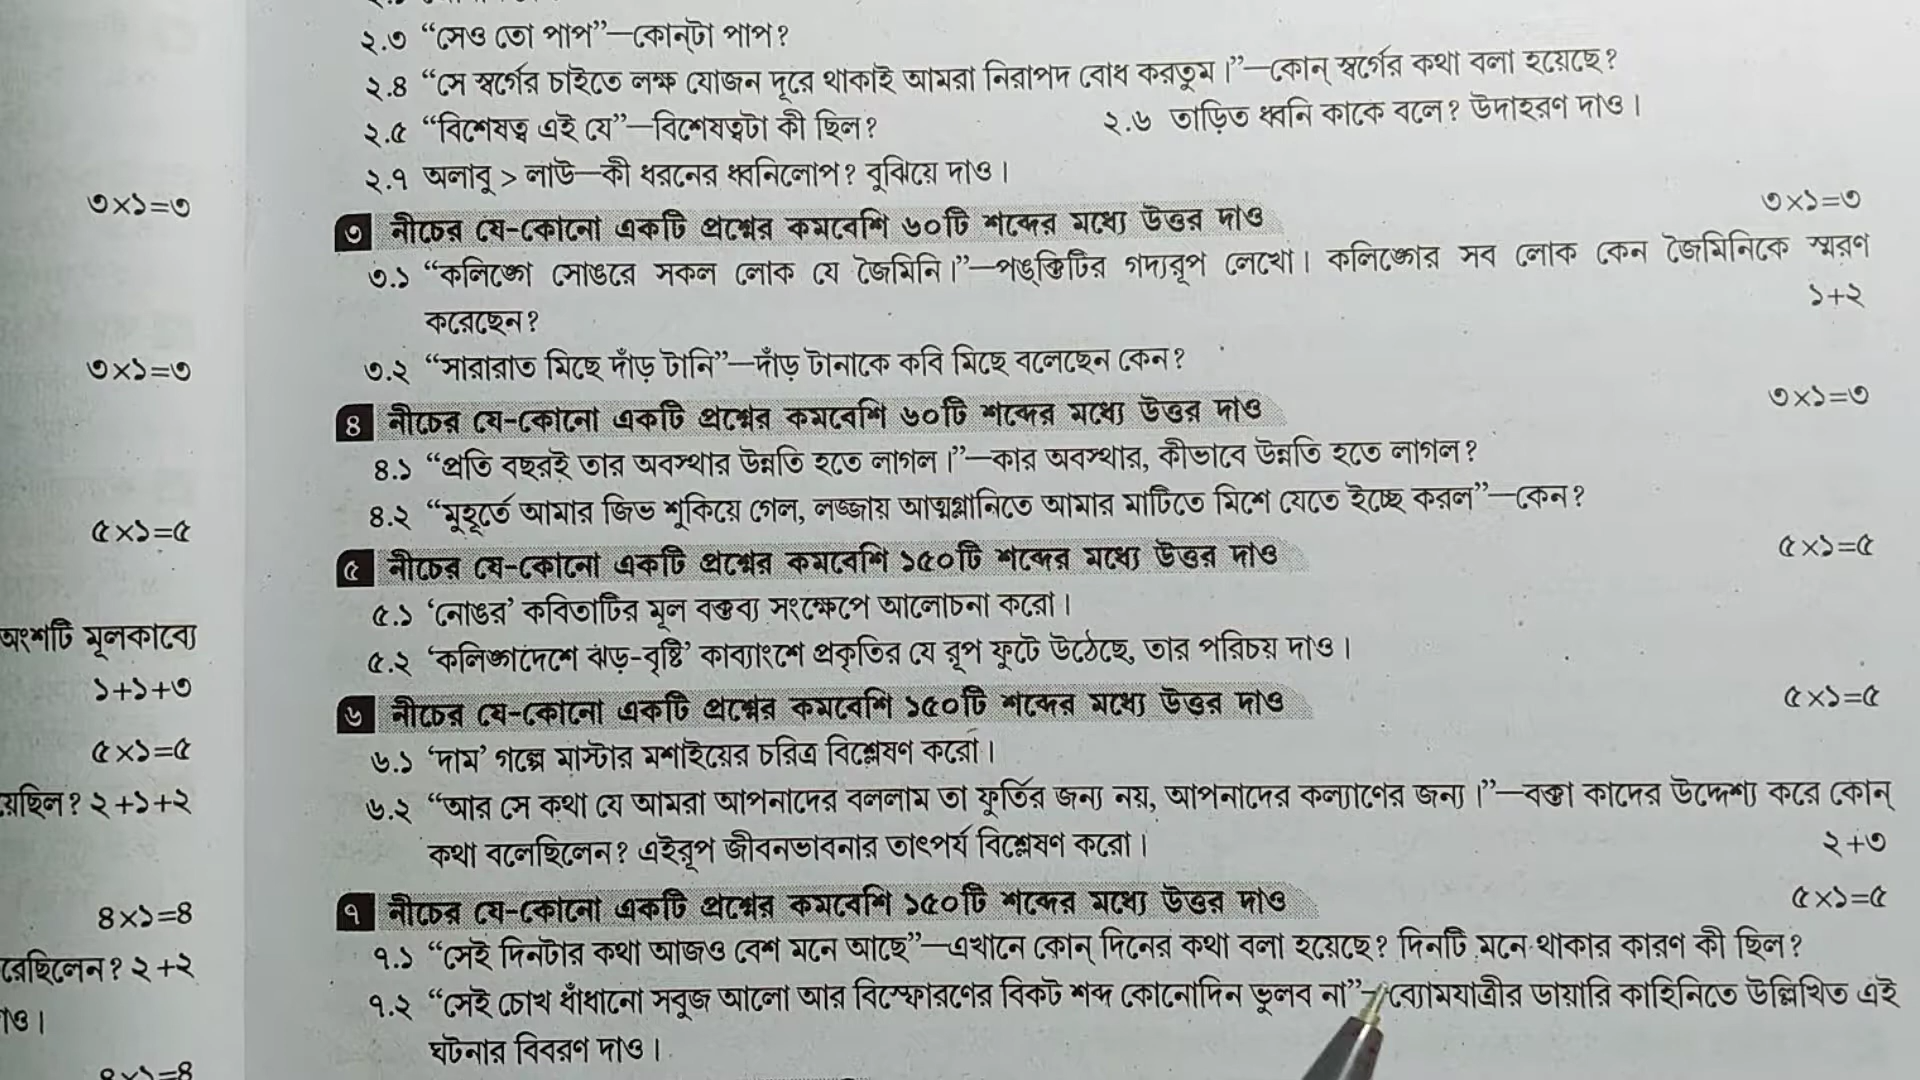 ২.৩ “সেও তো পাপ”—কোন্‌টা পাপ?
২.৪ “সে স্বর্গের চাইতে লক্ষ যোজন দূরে থাকাই আমরা নিরাপদ বোধ করতুম।”—কোন্ স্বর্গের কথা বলা হয়েছে?
২.৫ “বিশেষত্ব এই যে”—বিশেষত্বটা কী ছিল? ২.৬ তাড়িত ধ্বনি কাকে বলে? উদাহরণ দাও।
২.৭ অলাবু > লাউ—কী ধরনের ধ্বনিলোপ? বুঝিয়ে দাও।
৩×১=৩
৩ নীচের যে-কোনো একটি প্রশ্নের কমবেশি ৬০টি শব্দের মধ্যে উত্তর দাও ৩×১=৩
৩.১ “কলিঙ্গে সোঙরে সকল লোক যে জৈমিনি।”—পঙ্‌ক্তিটির গদ্যরূপ লেখো। কলিঙ্গের সব লোক কেন জৈমিনিকে স্মরণ
করেছেন? ১+২
৩×১=৩
৩.২ “সারারাত মিছে দাঁড় টানি”—দাঁড় টানাকে কবি মিছে বলেছেন কেন?
৪ নীচের যে-কোনো একটি প্রশ্নের কমবেশি ৬০টি শব্দের মধ্যে উত্তর দাও ৩×১=৩
৪.১ “প্রতি বছরই তার অবস্থার উন্নতি হতে লাগল।”—কার অবস্থার, কীভাবে উন্নতি হতে লাগল?
৪.২ “মুহূর্তে আমার জিভ শুকিয়ে গেল, লজ্জায় আত্মগ্লানিতে আমার মাটিতে মিশে যেতে ইচ্ছে করল”—কেন?
৫×১=৫
৫ নীচের যে-কোনো একটি প্রশ্নের কমবেশি ১৫০টি শব্দের মধ্যে উত্তর দাও ৫×১=৫
৫.১ ‘নোঙর’ কবিতাটির মূল বক্তব্য সংক্ষেপে আলোচনা করো।
অংশটি মূলকাব্যে
৫.২ ‘কলিঙ্গদেশে ঝড়-বৃষ্টি’ কাব্যাংশে প্রকৃতির যে রূপ ফুটে উঠেছে, তার পরিচয় দাও।
১+১+৩
৬ নীচের যে-কোনো একটি প্রশ্নের কমবেশি ১৫০টি শব্দের মধ্যে উত্তর দাও ৫×১=৫
৫×১=৫
৬.১ ‘দাম’ গল্পে মাস্টার মশাইয়ের চরিত্র বিশ্লেষণ করো।
য়েছিল? ২+১+২
৬.২ “আর সে কথা যে আমরা আপনাদের বললাম তা ফুর্তির জন্য নয়, আপনাদের কল্যাণের জন্য।”—বক্তা কাদের উদ্দেশ্য করে কোন্
কথা বলেছিলেন? এইরূপ জীবনভাবনার তাৎপর্য বিশ্লেষণ করো। ২+৩
৪×১=৪
৭ নীচের যে-কোনো একটি প্রশ্নের কমবেশি ১৫০টি শব্দের মধ্যে উত্তর দাও ৫×১=৫
রেছিলেন? ২+২
৭.১ “সেই দিনটার কথা আজও বেশ মনে আছে”—এখানে কোন্ দিনের কথা বলা হয়েছে? দিনটি মনে থাকার কারণ কী ছিল?
৭.২ “সেই চোখ ধাঁধানো সবুজ আলো আর বিস্ফোরণের বিকট শব্দ কোনোদিন ভুলব না”—ব্যোমযাত্রীর ডায়ারি কাহিনিতে উল্লিখিত এই
ঘটনার বিবরণ দাও।
৪×১=৪